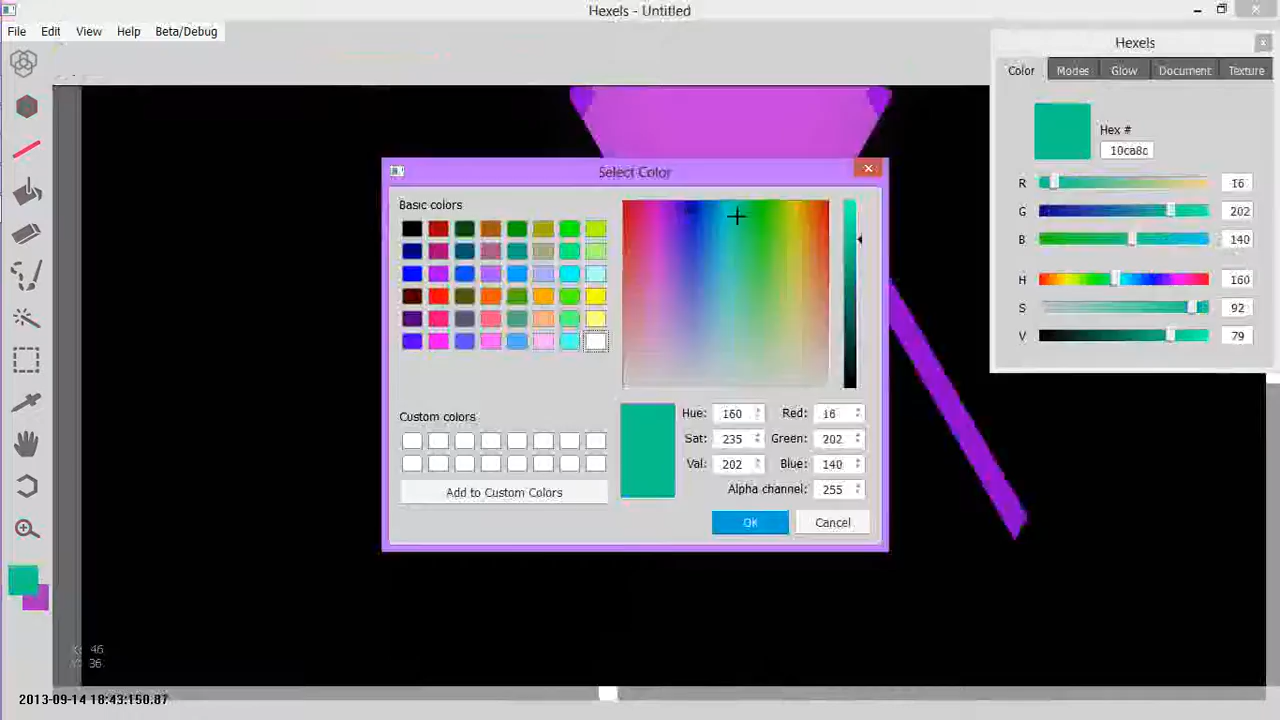 Hexels - Untitled
File Edit View Help Beta/Debug
Hexels
Color Modes Glow Document Texture
Hex #
10ca8c
R 16
G 202
B 140
H 160
S 92
V 79
Select Color
Basic colors
Custom colors
Add to Custom Colors
Hue: 160 Red: 16
Sat: 235 Green: 202
Val: 202 Blue: 140
Alpha channel: 255
OK Cancel
46
36
2013-09-14 18:43:150.87